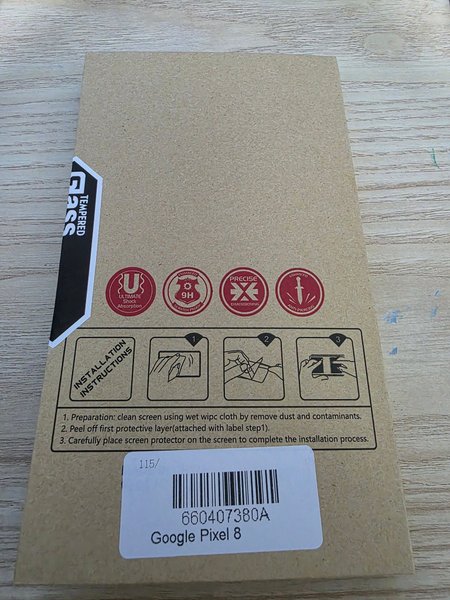 TEMPERED
Glass
U
ULTIMATE
Shock
Absorption
9H
PRECISE
INSTALLATION
INSTRUCTIONS
1
2
3
1. Preparation: clean screen using wet wipc cloth by remove dust and contaminants.
2. Peel off first protective layer(attached with label step1).
3. Carefully place screen protector on the screen to complete the installation process.
115/
660407380A
Google Pixel 8